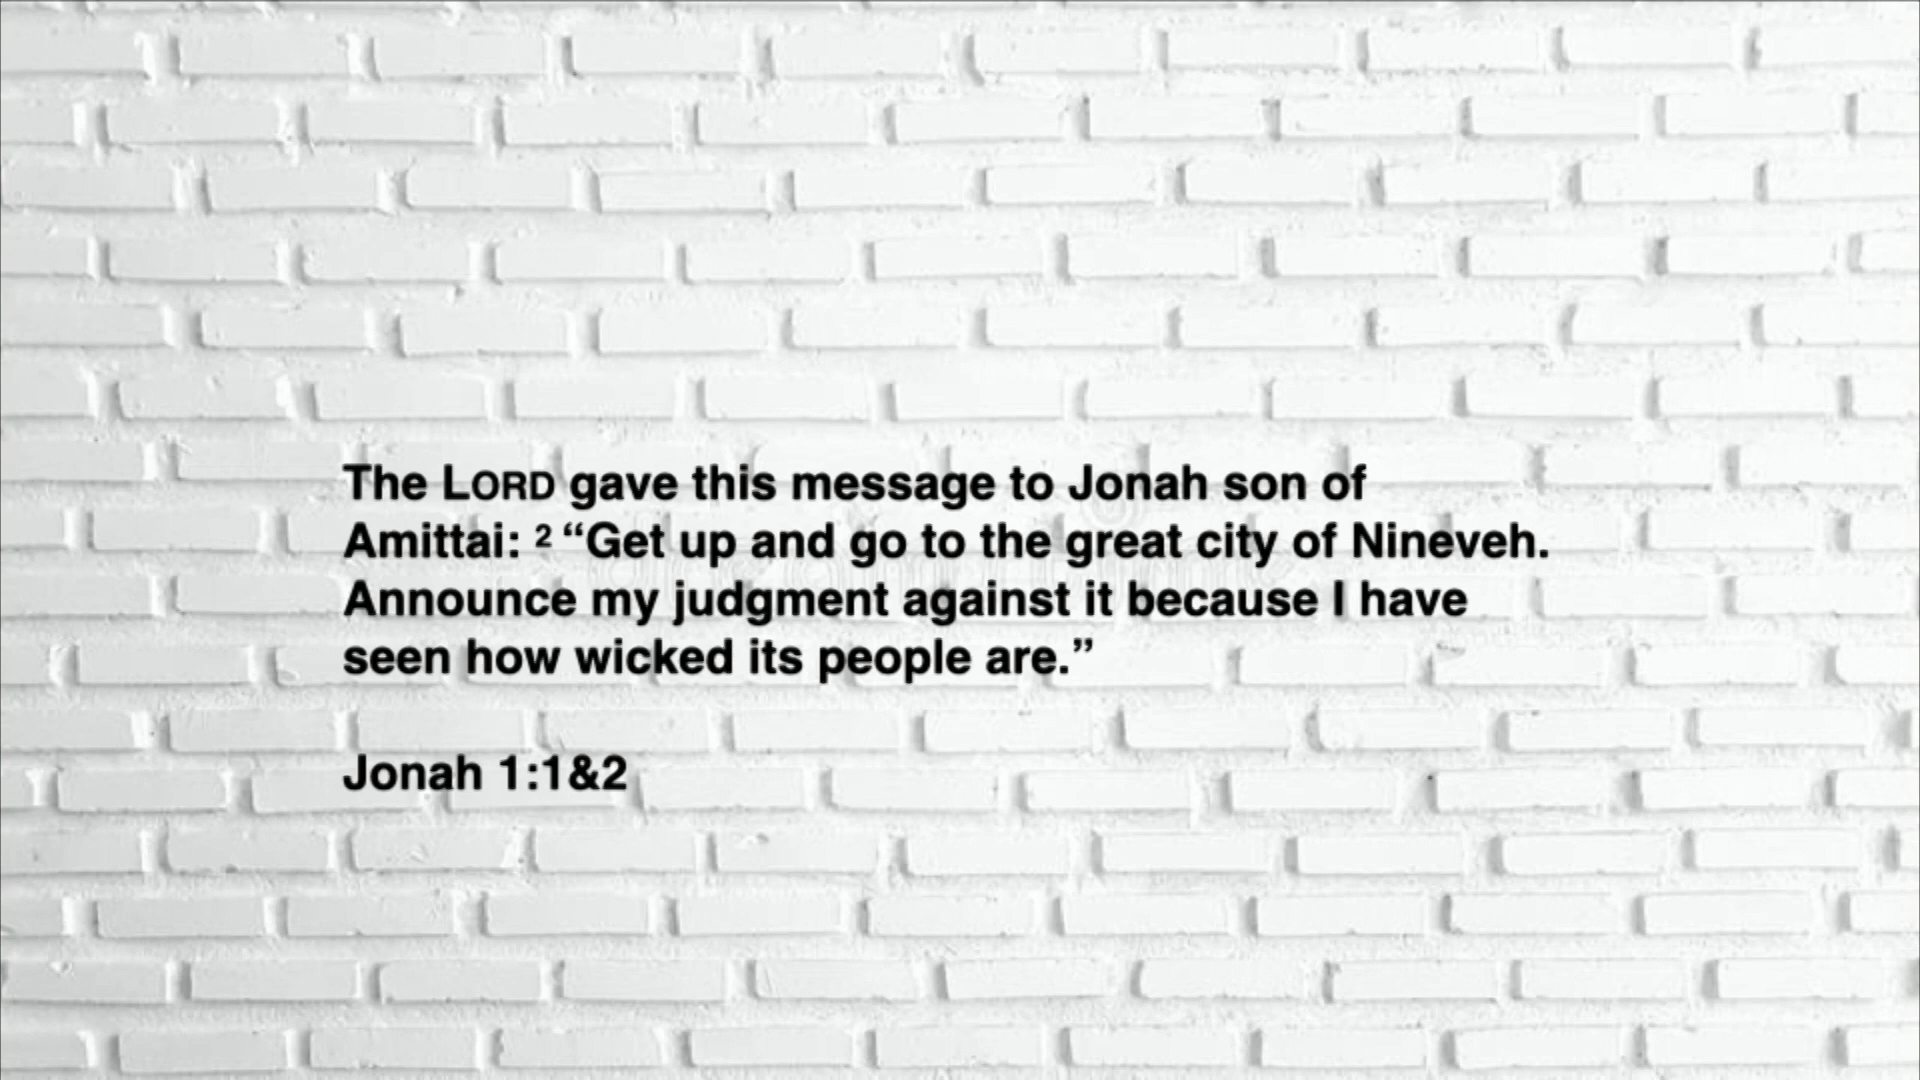 The LORD gave this message to Jonah son of
Amittai: 2 “Get up and go to the great city of Nineveh.
Announce my judgment against it because I have
seen how wicked its people are.”
Jonah 1:1&2